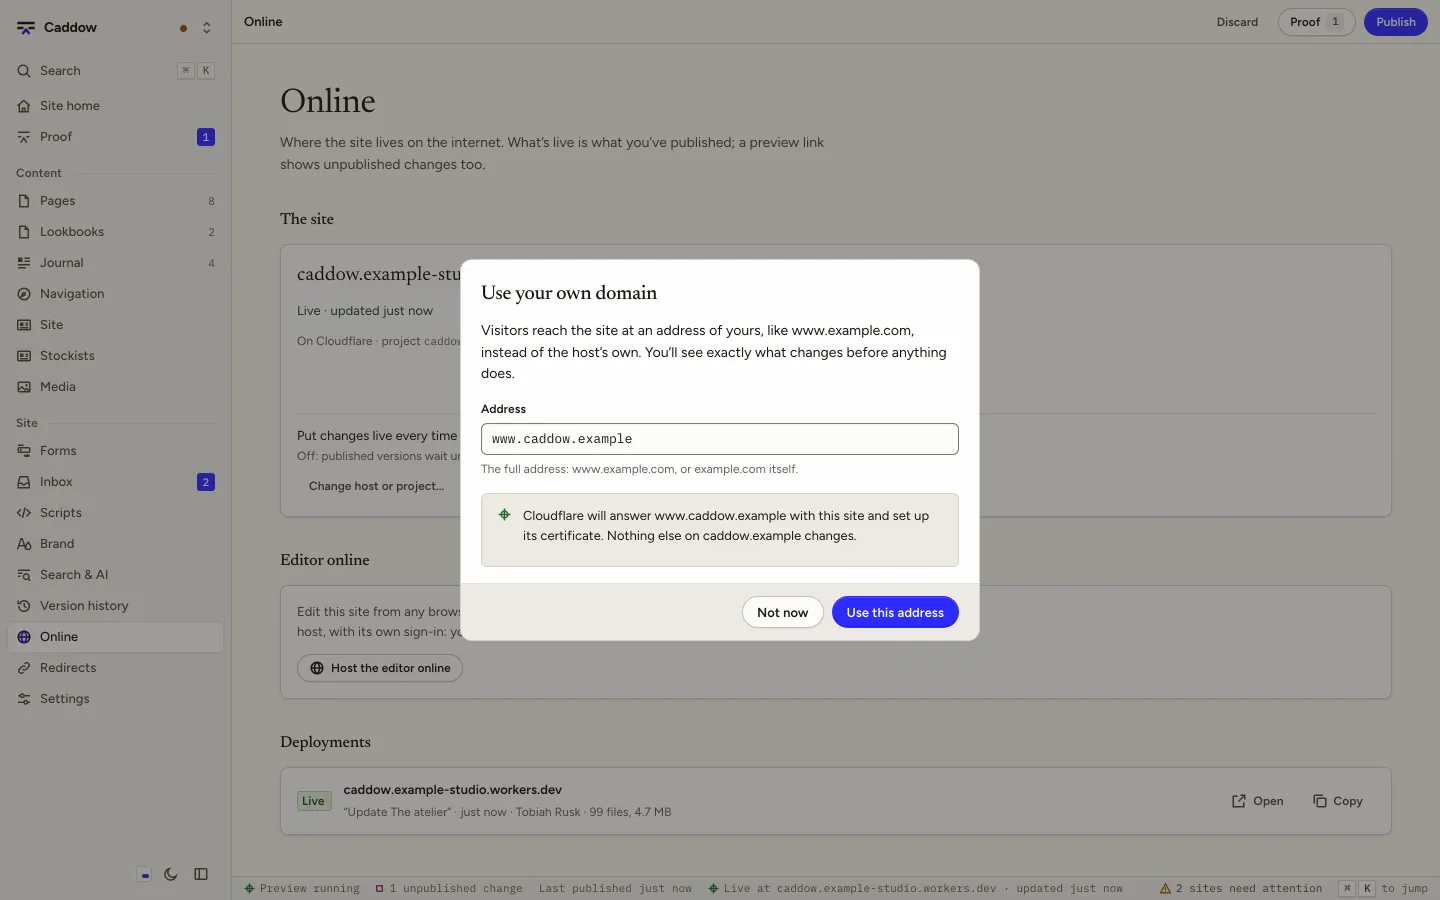 Caddow
Search
⌘ K
Site home
Proof
1
Content
Pages
8
Lookbooks
2
Journal
4
Navigation
Site
Stockists
Media
Site
Forms
Inbox
2
Scripts
Brand
Search & AI
Version history
Online
Redirects
Settings
Online
Discard
Proof 1
Publish
Online
Where the site lives on the internet. What’s live is what you’ve published; a preview link
shows unpublished changes too.
The site
caddow.example-stu
Live · updated just now
On Cloudflare · project caddow
Put changes live every time
Off: published versions wait
Change host or project…
Use your own domain
Visitors reach the site at an address of yours, like www.example.com,
instead of the host’s own. You’ll see exactly what changes before anything
does.
Address
www.caddow.example
The full address: www.example.com, or example.com itself.
Cloudflare will answer www.caddow.example with this site and set up
its certificate. Nothing else on caddow.example changes.
Not now
Use this address
Editor online
Edit this site from any brows
host, with its own sign-in:
Host the editor online
Deployments
Live
caddow.example-studio.workers.dev
“Update The atelier” · just now · Tobiah Rusk · 99 files, 4.7 MB
Open
Copy
Preview running
1 unpublished change
Last published just now
Live at caddow.example-studio.workers.dev · updated just now
2 sites need attention
⌘ K to jump